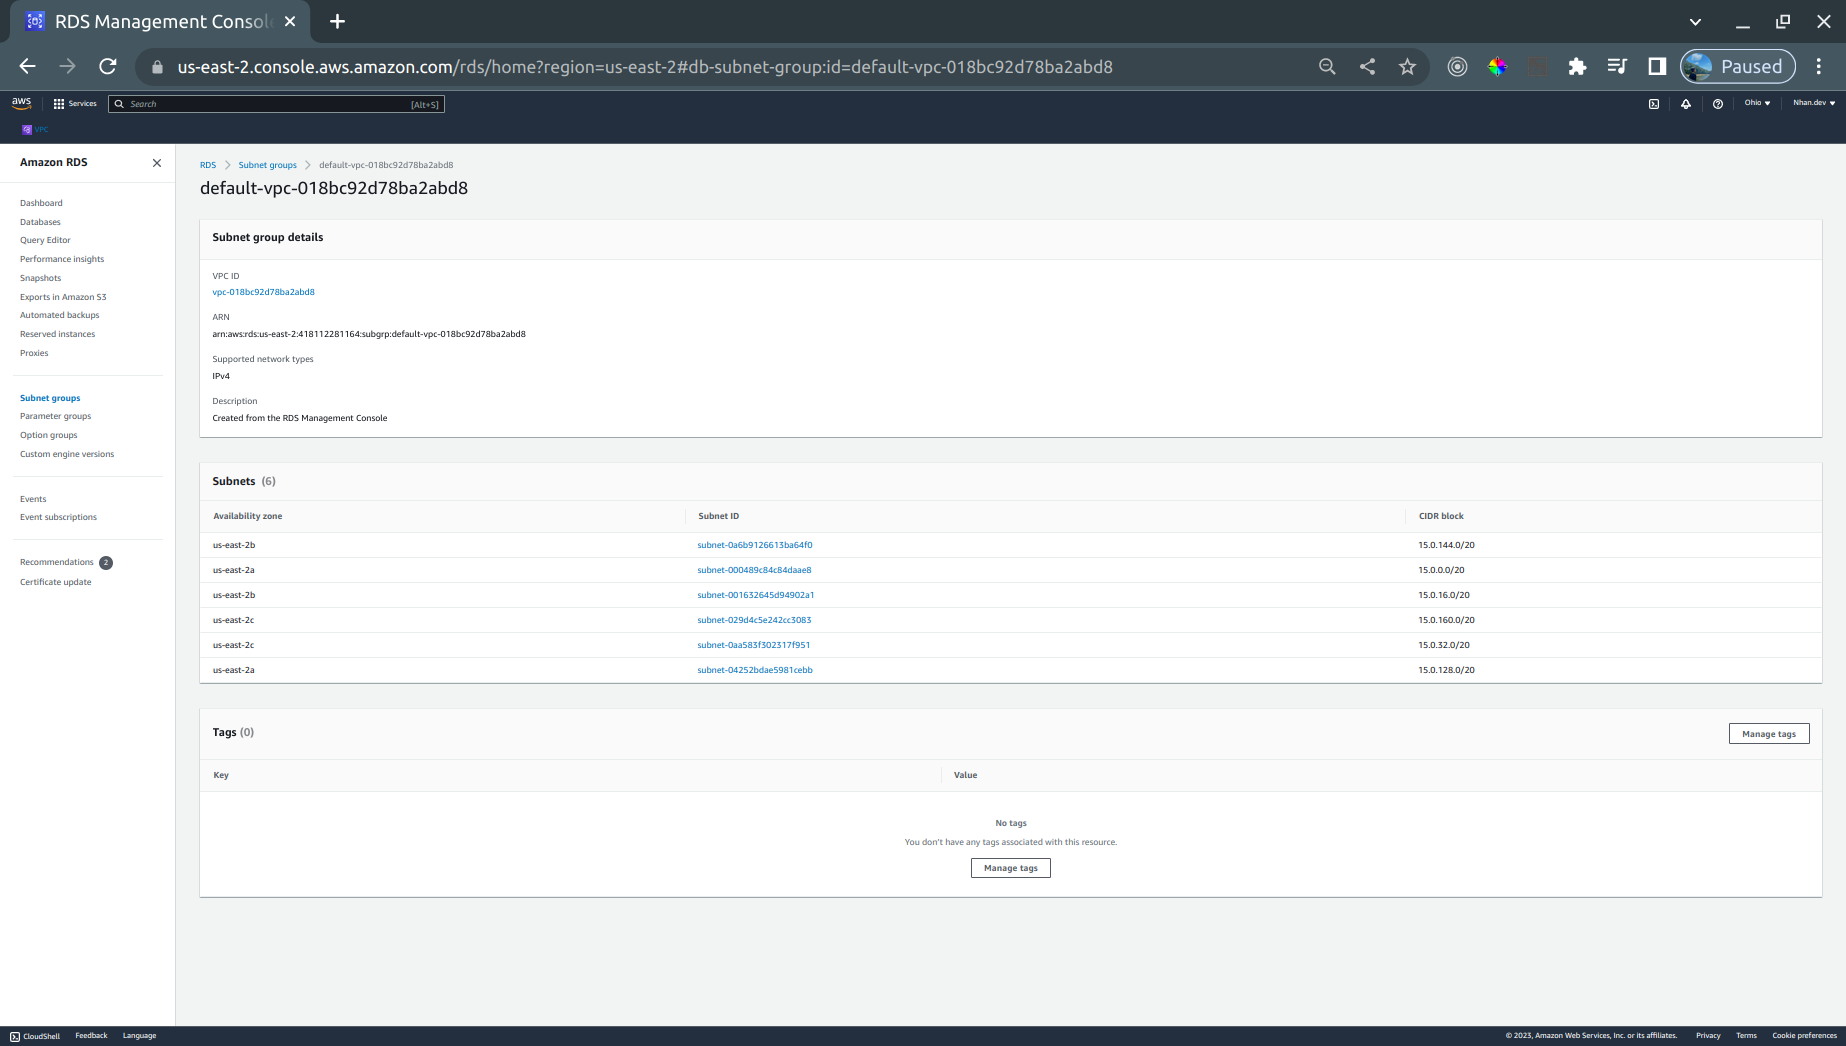 RDS Management Consol
us-east-2.console.aws.amazon.com/rds/home?region=us-east-2#db-subnet-group:id=default-vpc-018bc92d78ba2abd8
Paused
aws
Services
Search
[Alt+S]
Ohio
Nhan.dev
VPC
Amazon RDS
Dashboard
Databases
Query Editor
Performance insights
Snapshots
Exports in Amazon S3
Automated backups
Reserved instances
Proxies
Subnet groups
Parameter groups
Option groups
Custom engine versions
Events
Event subscriptions
Recommendations 2
Certificate update
RDS > Subnet groups > default-vpc-018bc92d78ba2abd8
default-vpc-018bc92d78ba2abd8
Subnet group details
VPC ID
vpc-018bc92d78ba2abd8
ARN
arn:aws:rds:us-east-2:418112281164:subgrp:default-vpc-018bc92d78ba2abd8
Supported network types
IPv4
Description
Created from the RDS Management Console
Subnets (6)
Availability zone Subnet ID CIDR block
us-east-2b subnet-0a6b9126613ba64f0 15.0.144.0/20
us-east-2a subnet-000489c84c84daae8 15.0.0.0/20
us-east-2b subnet-001632645d94902a1 15.0.16.0/20
us-east-2c subnet-029d4c5e242cc3083 15.0.160.0/20
us-east-2c subnet-0aa583f302317f951 15.0.32.0/20
us-east-2a subnet-04252bdae5981cebb 15.0.128.0/20
Tags (0)
Manage tags
Key Value
No tags
You don't have any tags associated with this resource.
Manage tags
CloudShell Feedback Language
© 2023, Amazon Web Services, Inc. or its affiliates. Privacy Terms Cookie preferences